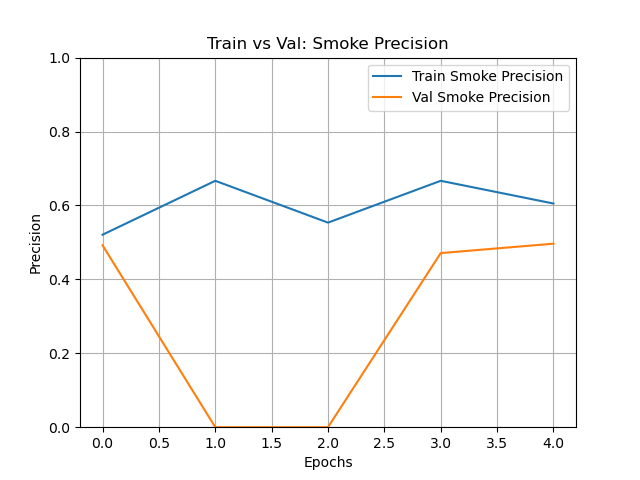 Train vs Val: Smoke Precision
Train Smoke Precision
Val Smoke Precision
1.0
0.8
0.6
0.4
0.2
0.0
Precision
0.0 0.5 1.0 1.5 2.0 2.5 3.0 3.5 4.0
Epochs